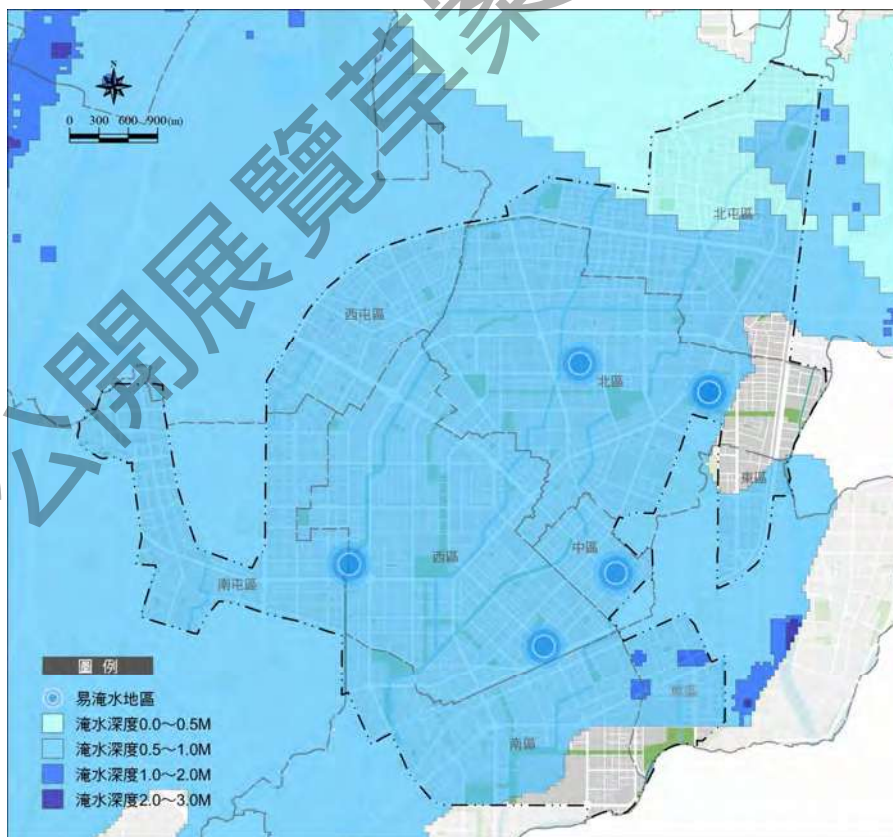 公開展覽草案
N
0 300 600 900(m)
北屯區
西屯區
北區
東區
西區
中區
南屯區
東區
南區
圖 例
易淹水地區
淹水深度0.0～0.5M
淹水深度0.5～1.0M
淹水深度1.0～2.0M
淹水深度2.0～3.0M